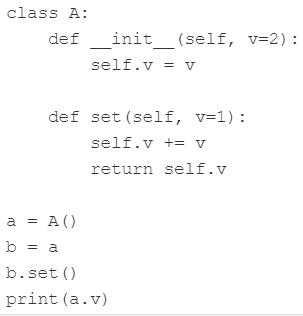 class A:
    def __init__(self, v=2):
        self.v = v

    def set(self, v=1):
        self.v += v
        return self.v

a = A()
b = a
b.set()
print(a.v)